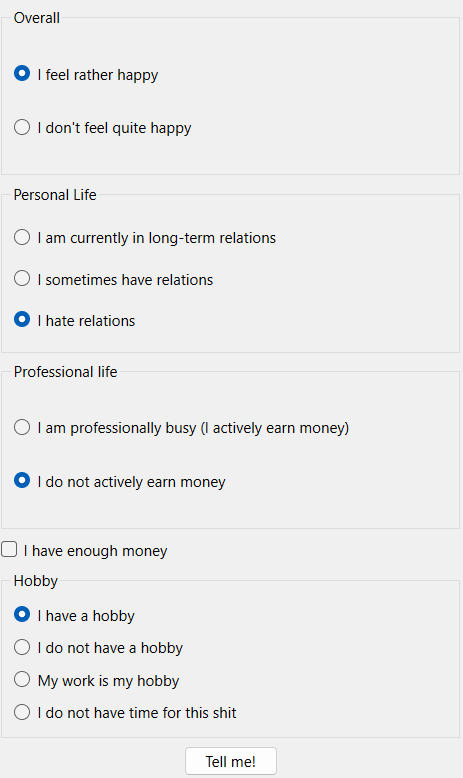 Overall
I feel rather happy
I don't feel quite happy
Personal Life
I am currently in long-term relations
I sometimes have relations
I hate relations
Professional life
I am professionally busy (I actively earn money)
I do not actively earn money
I have enough money
Hobby
I have a hobby
I do not have a hobby
My work is my hobby
I do not have time for this shit
Tell me!